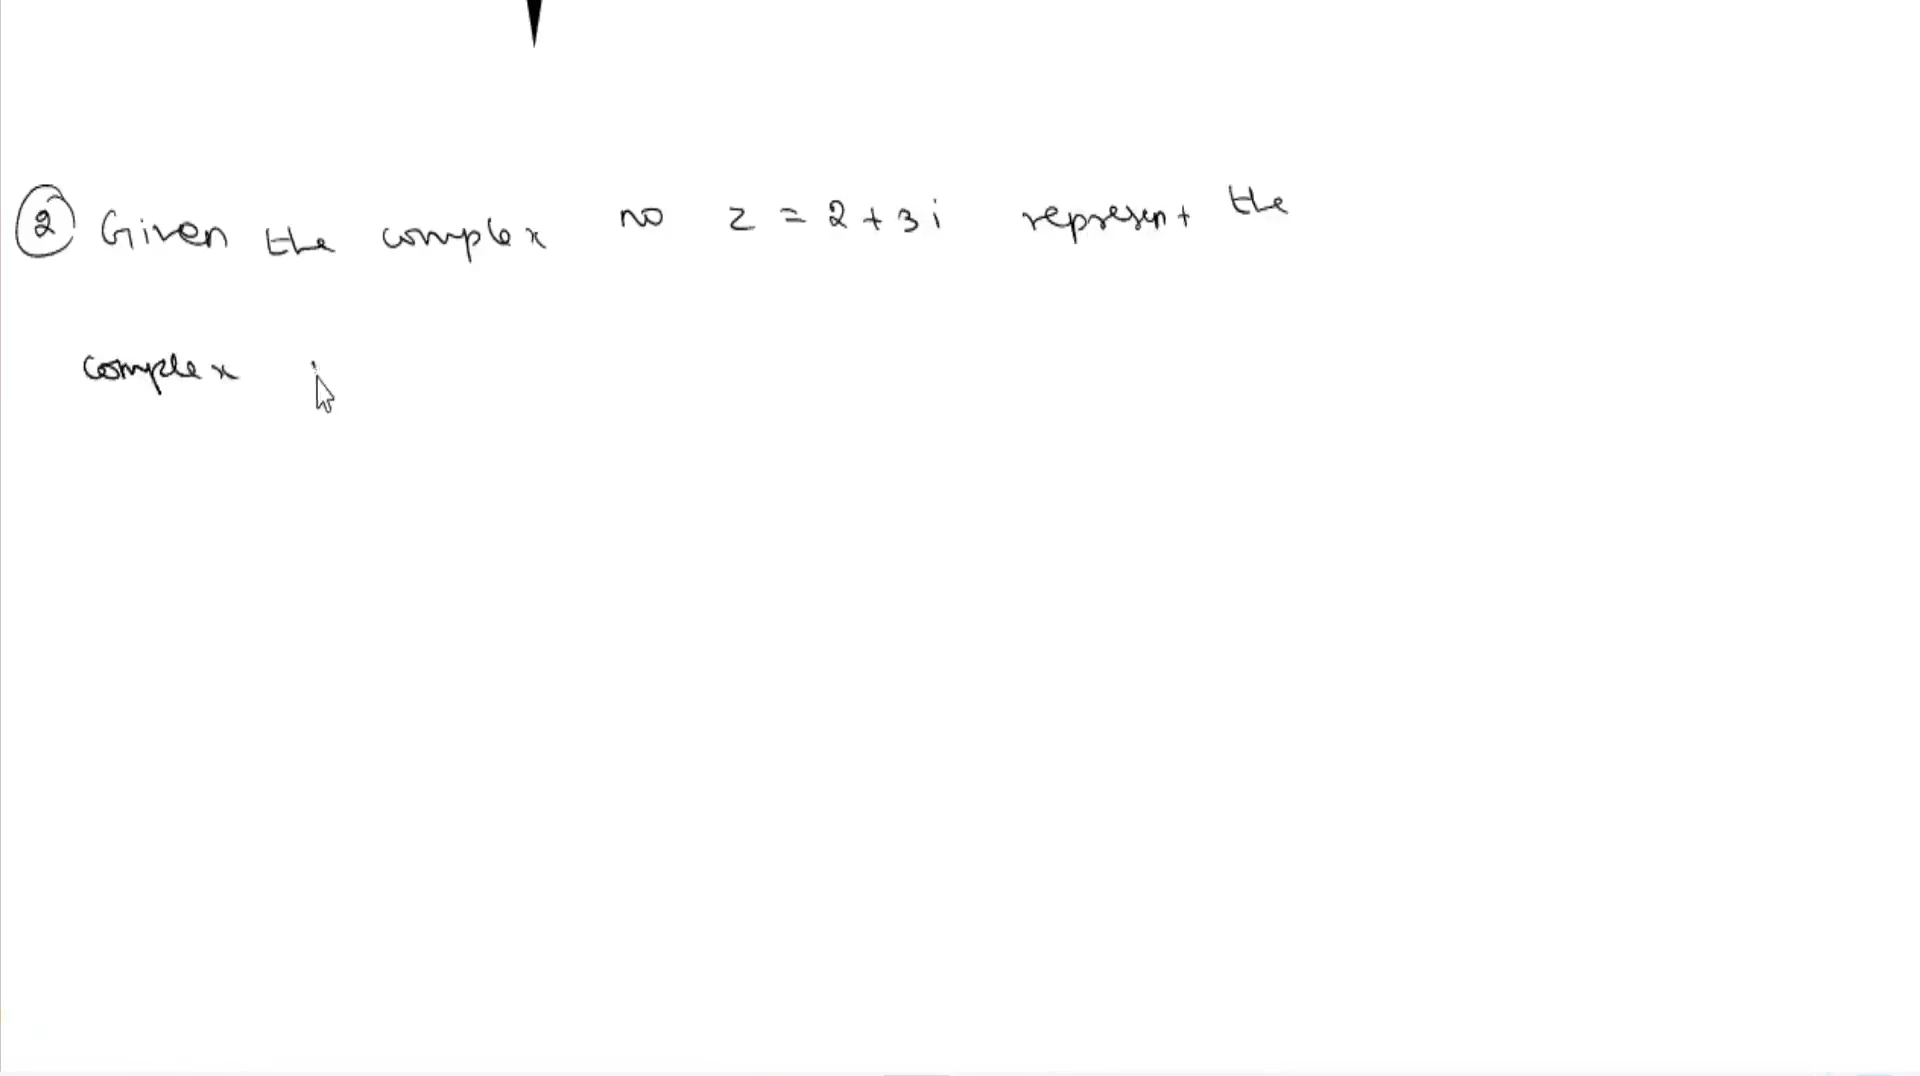 ② Given the complex no z = 2 + 3i represent the
complex